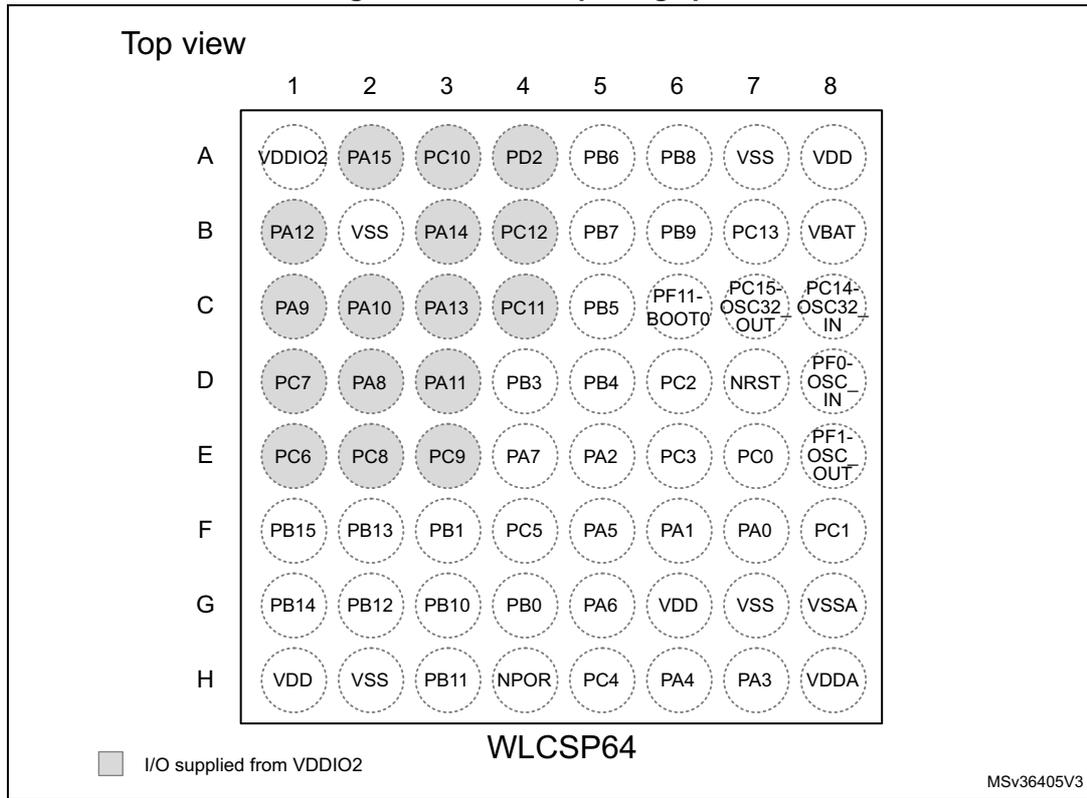 Top view
1 2 3 4 5 6 7 8
A VDDIO2 PA15 PC10 PD2 PB6 PB8 VSS VDD
B PA12 VSS PA14 PC12 PB7 PB9 PC13 VBAT
C PA9 PA10 PA13 PC11 PB5 PF11-BOOT0 PC15-OSC32_OUT PC14-OSC32_IN
D PC7 PA8 PA11 PB3 PB4 PC2 NRST PF0-OSC_IN
E PC6 PC8 PC9 PA7 PA2 PC3 PC0 PF1-OSC_OUT
F PB15 PB13 PB1 PC5 PA5 PA1 PA0 PC1
G PB14 PB12 PB10 PB0 PA6 VDD VSS VSSA
H VDD VSS PB11 NPOR PC4 PA4 PA3 VDDA
WLCSP64
I/O supplied from VDDIO2
MSv36405V3